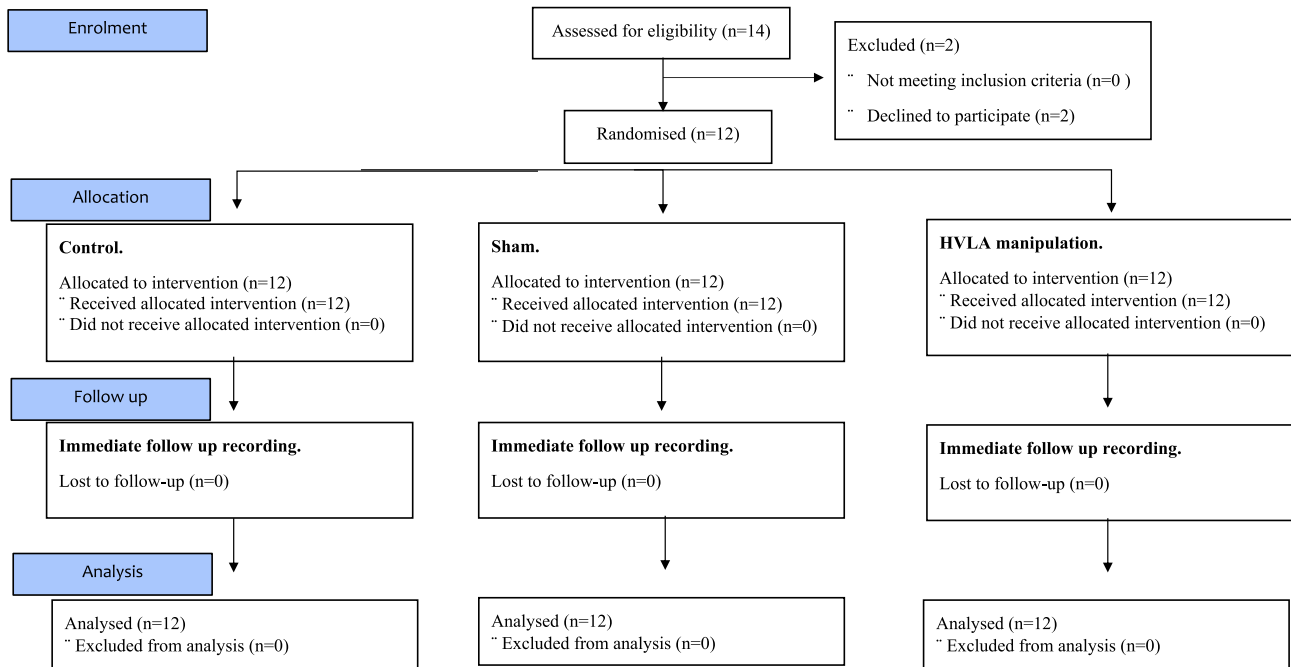 Enrolment
Assessed for eligibility (n=14)
Excluded (n=2)
¨ Not meeting inclusion criteria (n=0 )
¨ Declined to participate (n=2)
Randomised (n=12)
Allocation
Control.
Allocated to intervention (n=12)
¨ Received allocated intervention (n=12)
¨ Did not receive allocated intervention (n=0)
Sham.
Allocated to intervention (n=12)
¨ Received allocated intervention (n=12)
¨ Did not receive allocated intervention (n=0)
HVLA manipulation.
Allocated to intervention (n=12)
¨ Received allocated intervention (n=12)
¨ Did not receive allocated intervention (n=0)
Follow up
Immediate follow up recording.
Lost to follow-up (n=0)
Immediate follow up recording.
Lost to follow-up (n=0)
Immediate follow up recording.
Lost to follow-up (n=0)
Analysis
Analysed (n=12)
¨ Excluded from analysis (n=0)
Analysed (n=12)
¨ Excluded from analysis (n=0)
Analysed (n=12)
¨ Excluded from analysis (n=0)